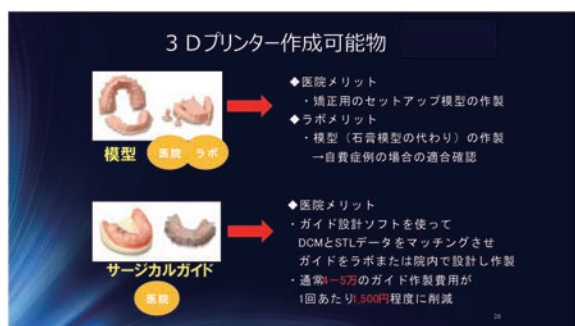 3Dプリンター作成可能物
模型
医院
ラボ
◆医院メリット
・矯正用のセットアップ模型の作製
◆ラボメリット
・模型（石膏模型の代わり）の作製
→自費症例の場合の適合確認
サージカルガイド
医院
◆医院メリット
・ガイド設計ソフトを使って
DCMとSTLデータをマッチングさせ
ガイドをラボまたは院内で設計し作製
・通常4－5万のガイド作製費用が
1回あたり1,500円程度に削減
28